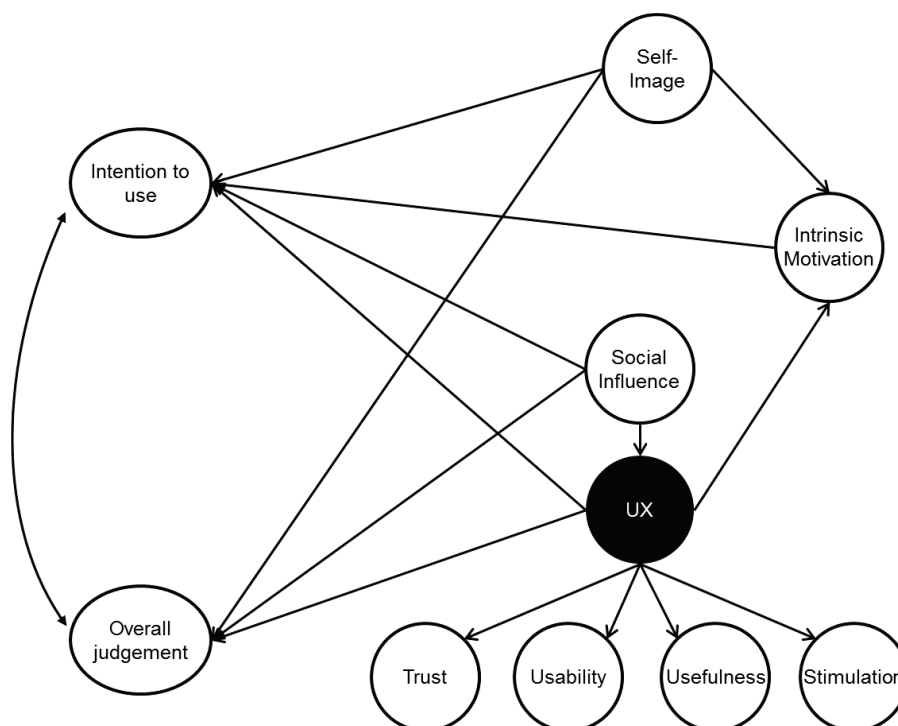 Self-
Image
Intention to
use
Intrinsic
Motivation
Social
Influence
UX
Overall
judgement
Trust
Usability
Usefulness
Stimulation